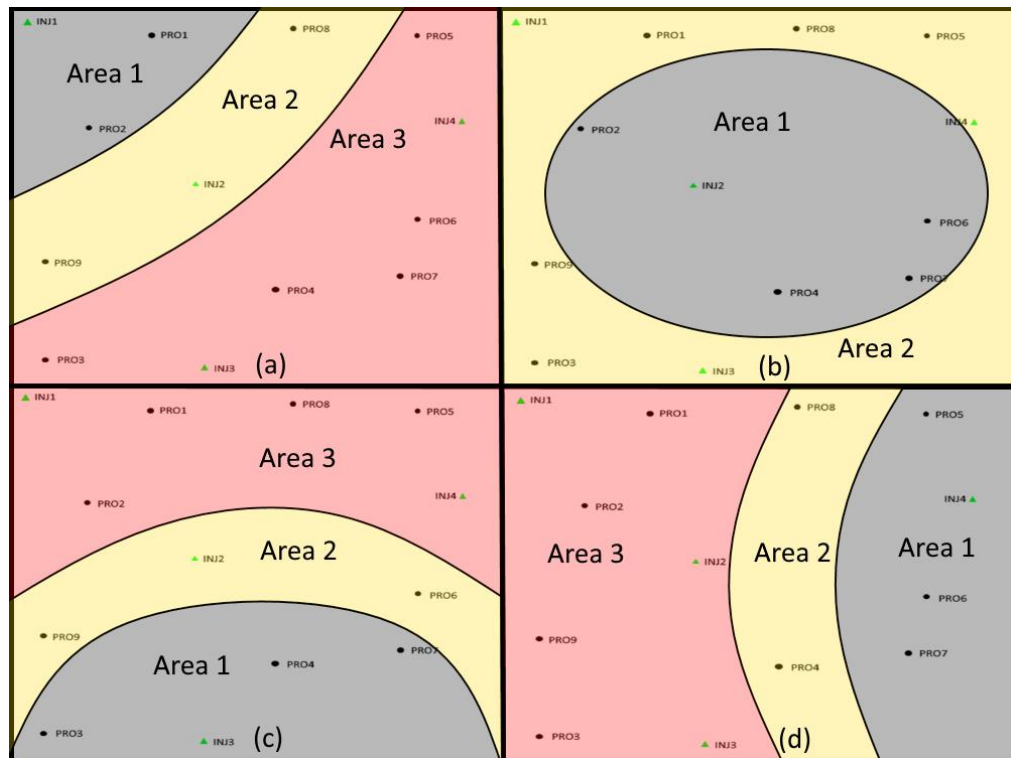 INJ1
PRO1
PRO8
PRO5
Area 1
Area 2
PRO2
INJ4
Area 3
INJ2
PRO6
PRO9
PRO7
PRO4
PRO3
INJ3
(a)
INJ1
PRO1
PRO8
PRO5
PRO2
Area 1
INJ4
INJ2
PRO6
PRO9
PRO7
PRO4
Area 2
PRO3
INJ3
(b)
INJ1
PRO1
PRO8
PRO5
Area 3
PRO2
INJ4
INJ2
Area 2
PRO6
PRO9
Area 1
PRO4
PRO7
PRO3
INJ3
(c)
INJ1
PRO1
PRO8
PRO5
PRO2
INJ4
Area 3
INJ2
Area 2
Area 1
PRO6
PRO9
PRO4
PRO7
PRO3
INJ3
(d)